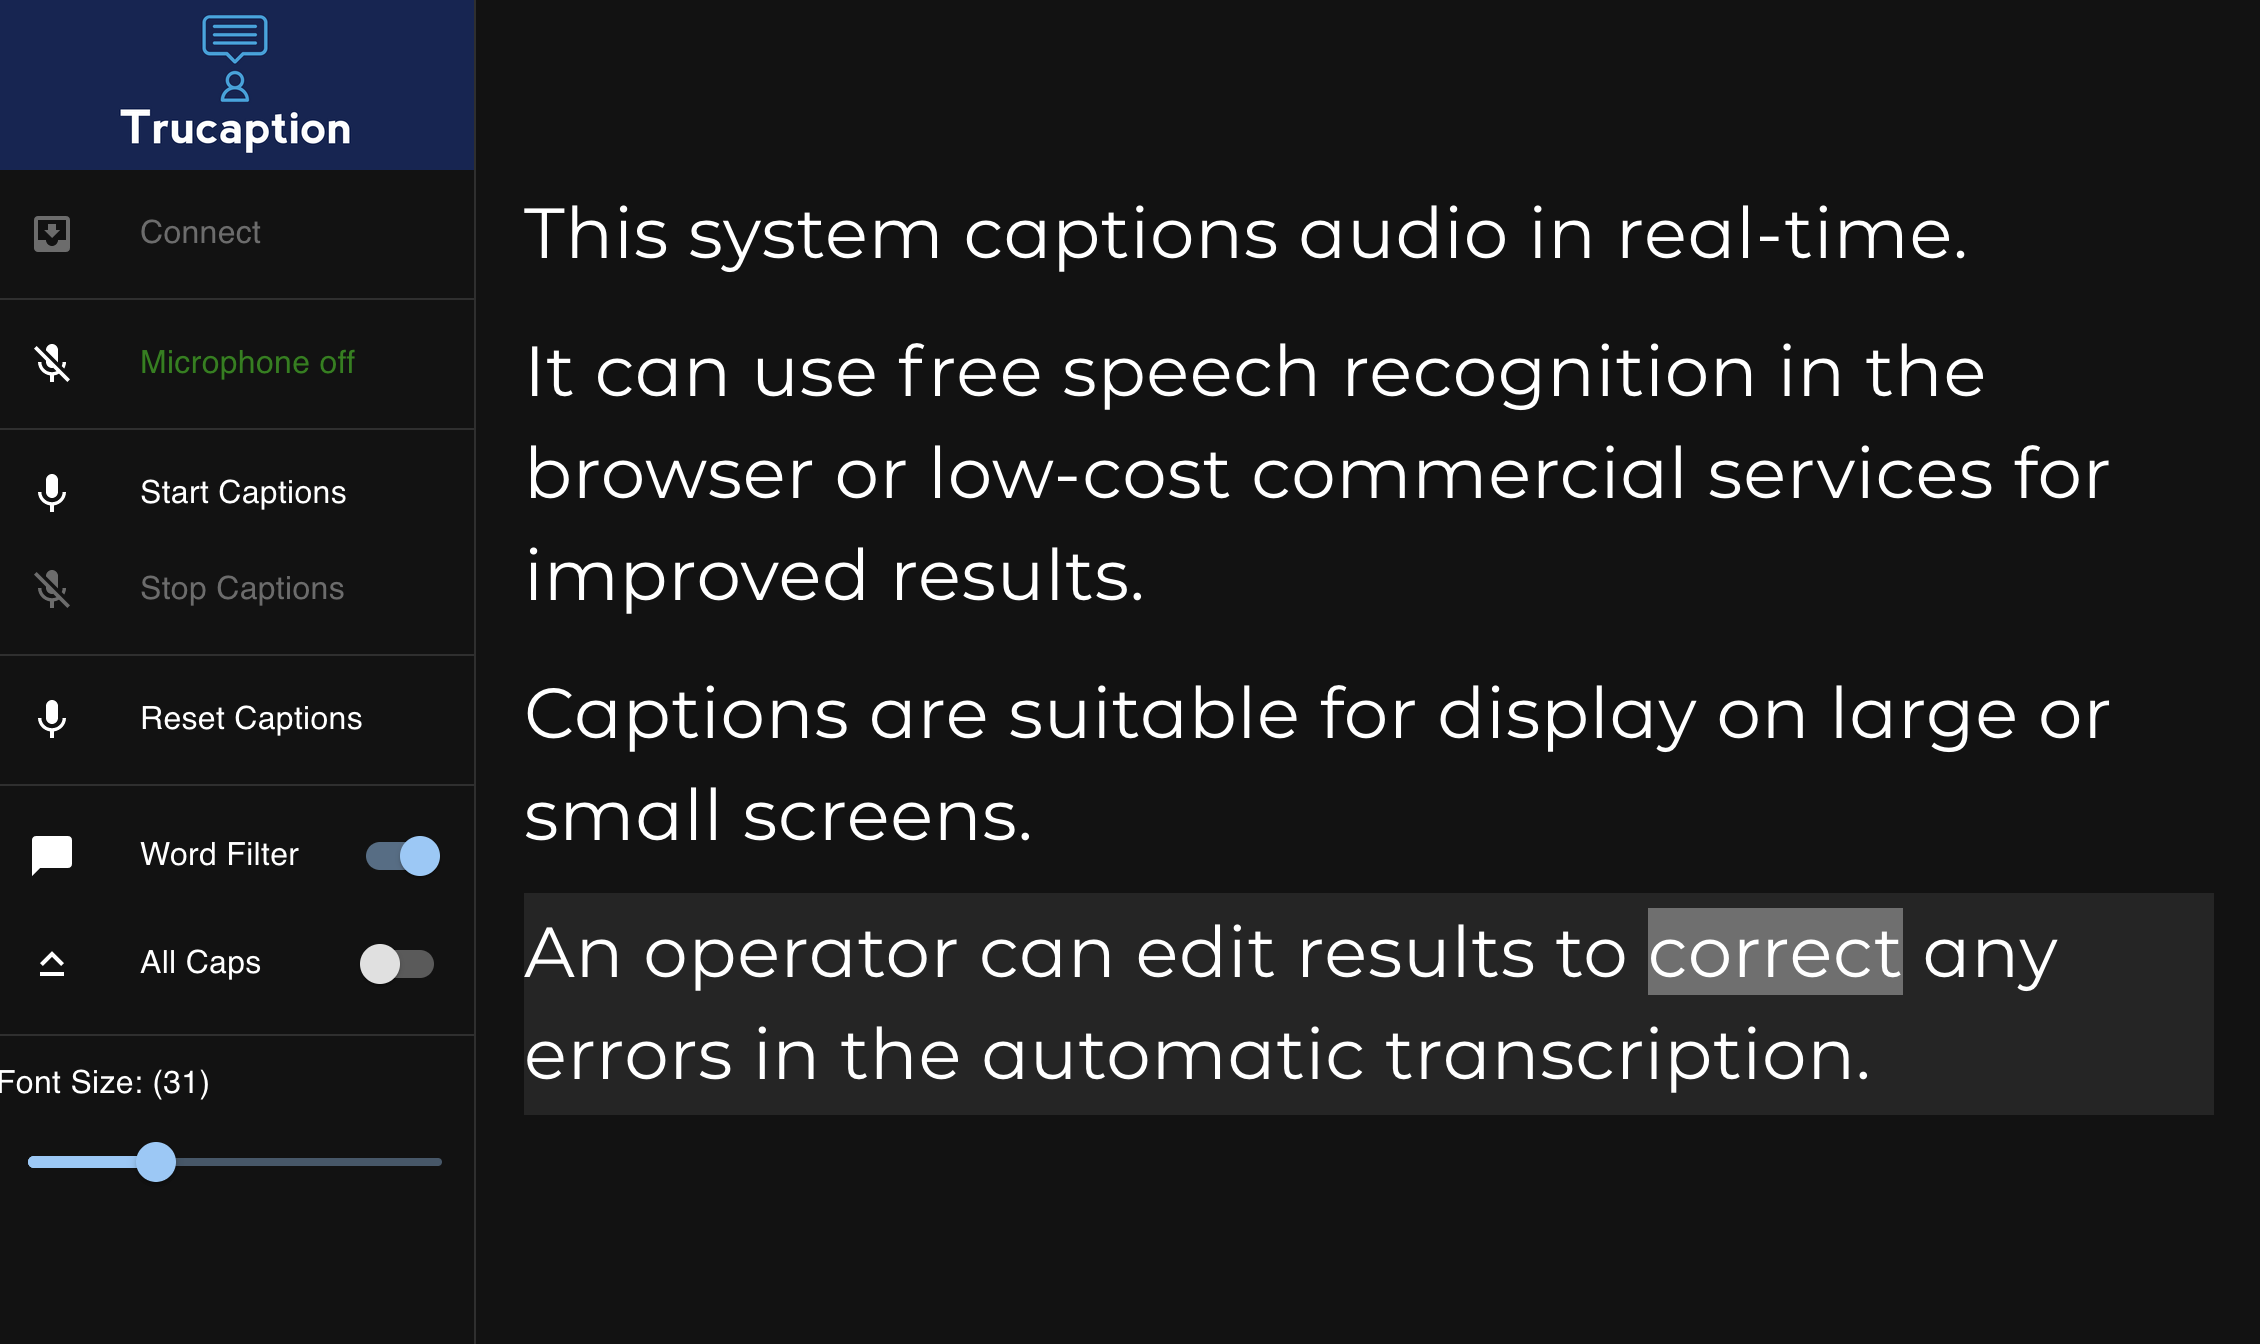 Trucaption
Connect
Microphone off
Start Captions
Stop Captions
Reset Captions
Word Filter
All Caps
Font Size: (31)
This system captions audio in real-time.
It can use free speech recognition in the
browser or low-cost commercial services for
improved results.
Captions are suitable for display on large or
small screens.
An operator can edit results to correct any
errors in the automatic transcription.